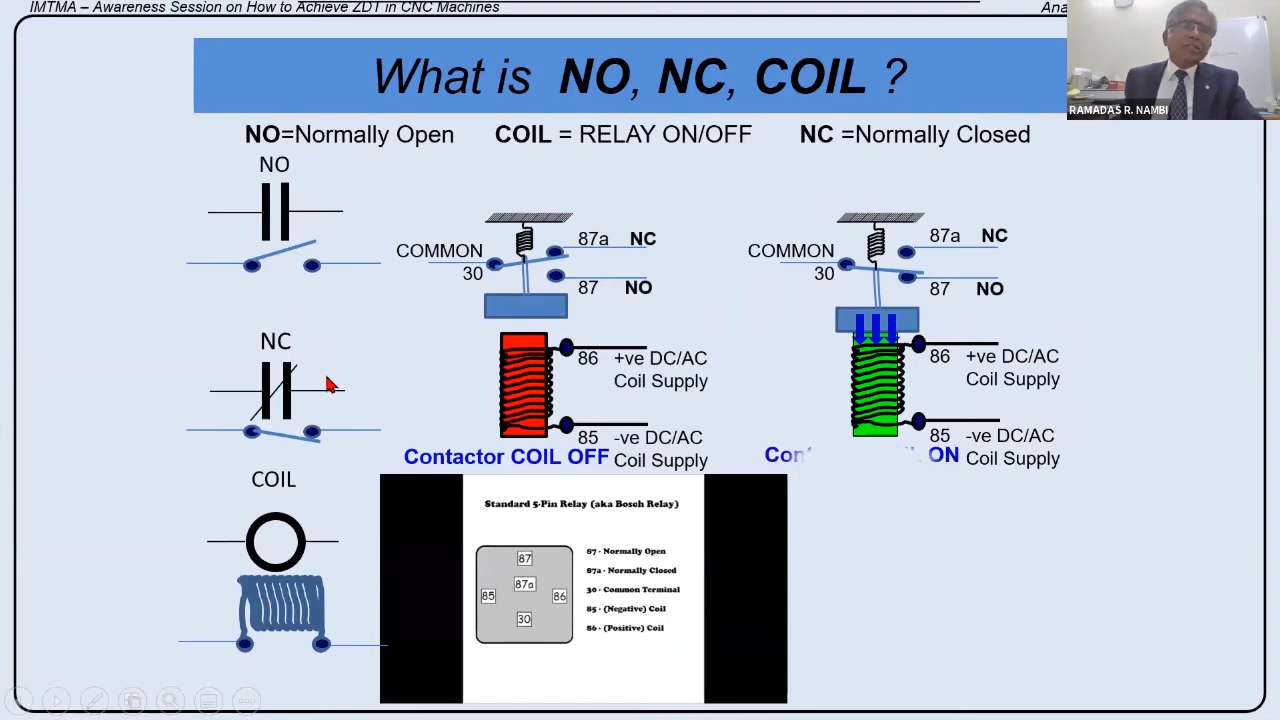 IMTMA – Awareness Session on How to Achieve ZDT in CNC Machines
Ana
RAMADAS R. NAMBI
What is NO, NC, COIL ?
NO=Normally Open
COIL = RELAY ON/OFF
NC =Normally Closed
NO
NC
COIL
COMMON
30
87a NC
87 NO
86 +ve DC/AC
Coil Supply
85 -ve DC/AC
Coil Supply
Contactor COIL OFF
COMMON
30
87a NC
87 NO
86 +ve DC/AC
Coil Supply
85 -ve DC/AC
Coil Supply
ON
Standard 5-Pin Relay (aka Bosch Relay)
87
87a
85
86
30
87 - Normally Open
87a - Normally Closed
30 - Common Terminal
85 - (Negative) Coil
86 - (Positive) Coil